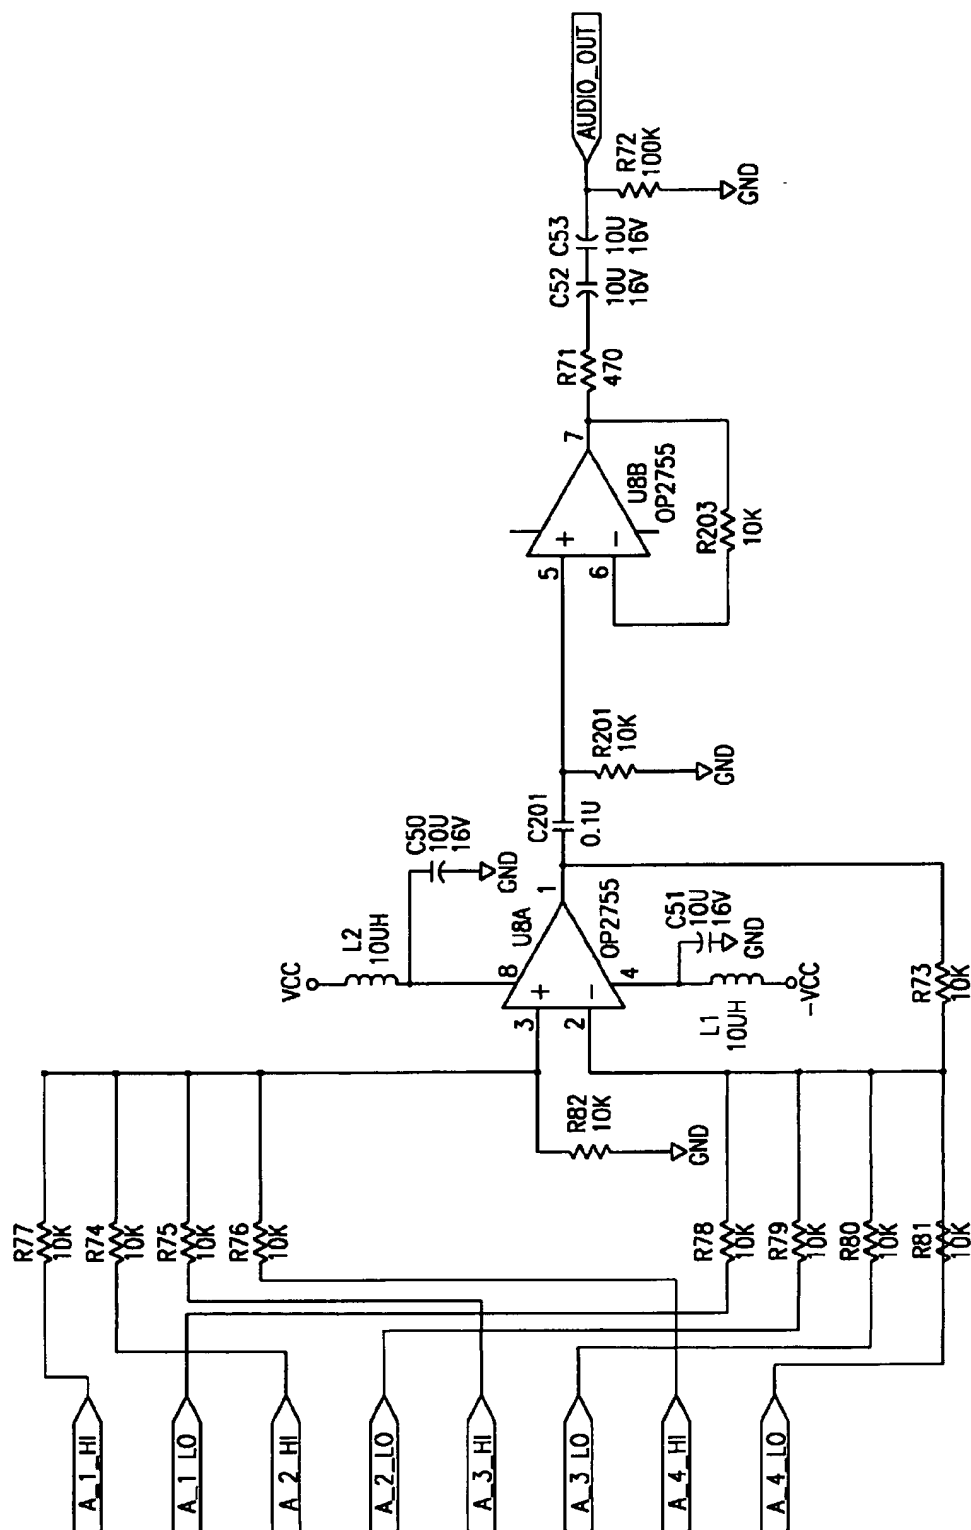 A_1_HI
A_1_LO
A_2_HI
A_2_LO
A_3_HI
A_3_LO
A_4_HI
A_4_LO
R77
10K
R74
10K
R75
10K
R76
10K
R78
10K
R79
10K
R80
10K
R81
10K
R82
10K
GND
VCC
L2
10UH
C50
10U
16V
GND
3
2
8
4
1
+
-
U8A
OP2755
L1
10UH
-VCC
C51
10U
16V
GND
R73
10K
C201
0.1U
R201
10K
GND
5
6
7
+
-
U8B
OP2755
R203
10K
R71
470
C52
10U
16V
C53
10U
16V
R72
100K
GND
AUDIO_OUT